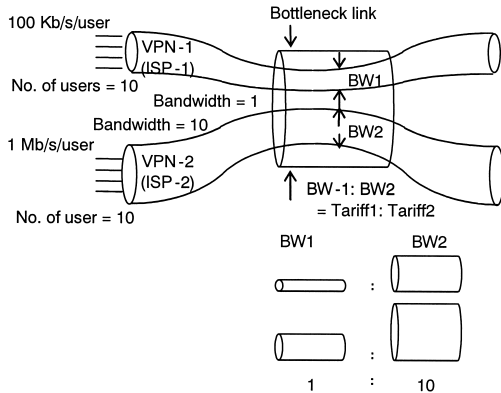 Bottleneck link
100 Kb/s/user
VPN-1
(ISP-1)
No. of users = 10
BW1
Bandwidth = 1
Bandwidth = 10
BW2
1 Mb/s/user
VPN-2
(ISP-2)
BW-1: BW2
= Tariff1: Tariff2
No. of user = 10
BW1 BW2
:
:
1 : 10